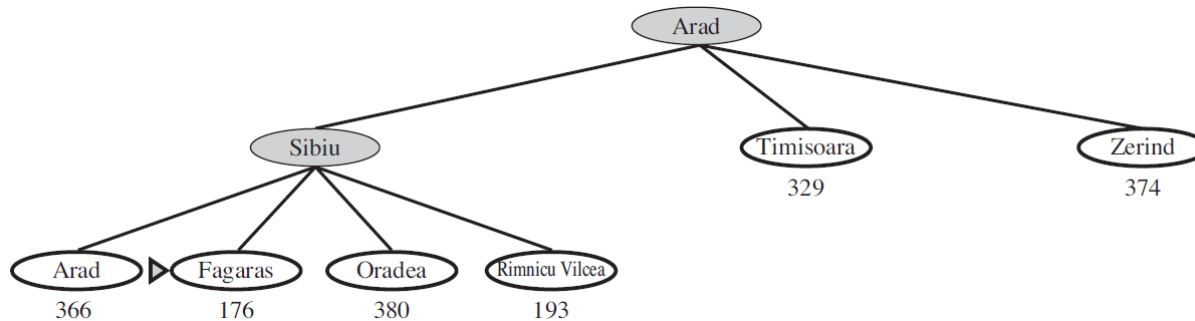 Arad
Sibiu
Timisoara
Zerind
329
374
Arad
Fagaras
Oradea
Rimnicu Vilcea
366
176
380
193